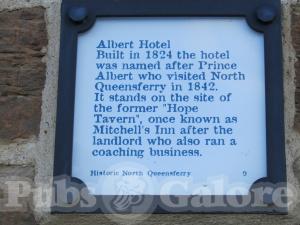 Albert Hotel
Built in 1824 the hotel
was named after Prince
Albert who visited North
Queensferry in 1842.
It stands on the site of
the former "Hope
Tavern", once known as
Mitchell's Inn after the
landlord who also ran a
coaching business.
Historic North Queensferry 9
Pubs Galore